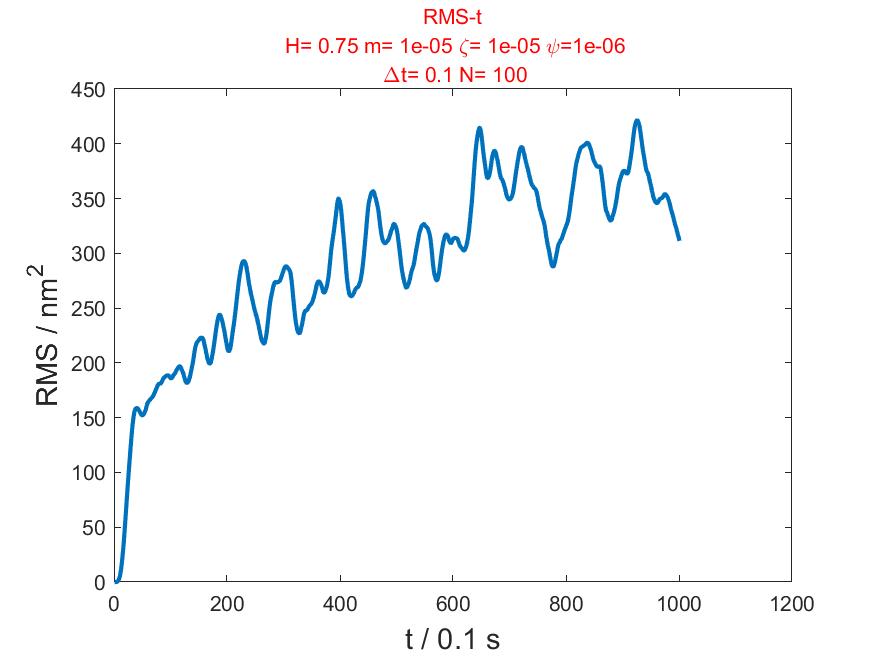 RMS-t
H= 0.75 m= 1e-05 ζ= 1e-05 ψ=1e-06
Δt= 0.1 N= 100
450
400
350
300
250
200
150
100
50
0
RMS / nm²
0 200 400 600 800 1000 1200
t / 0.1 s